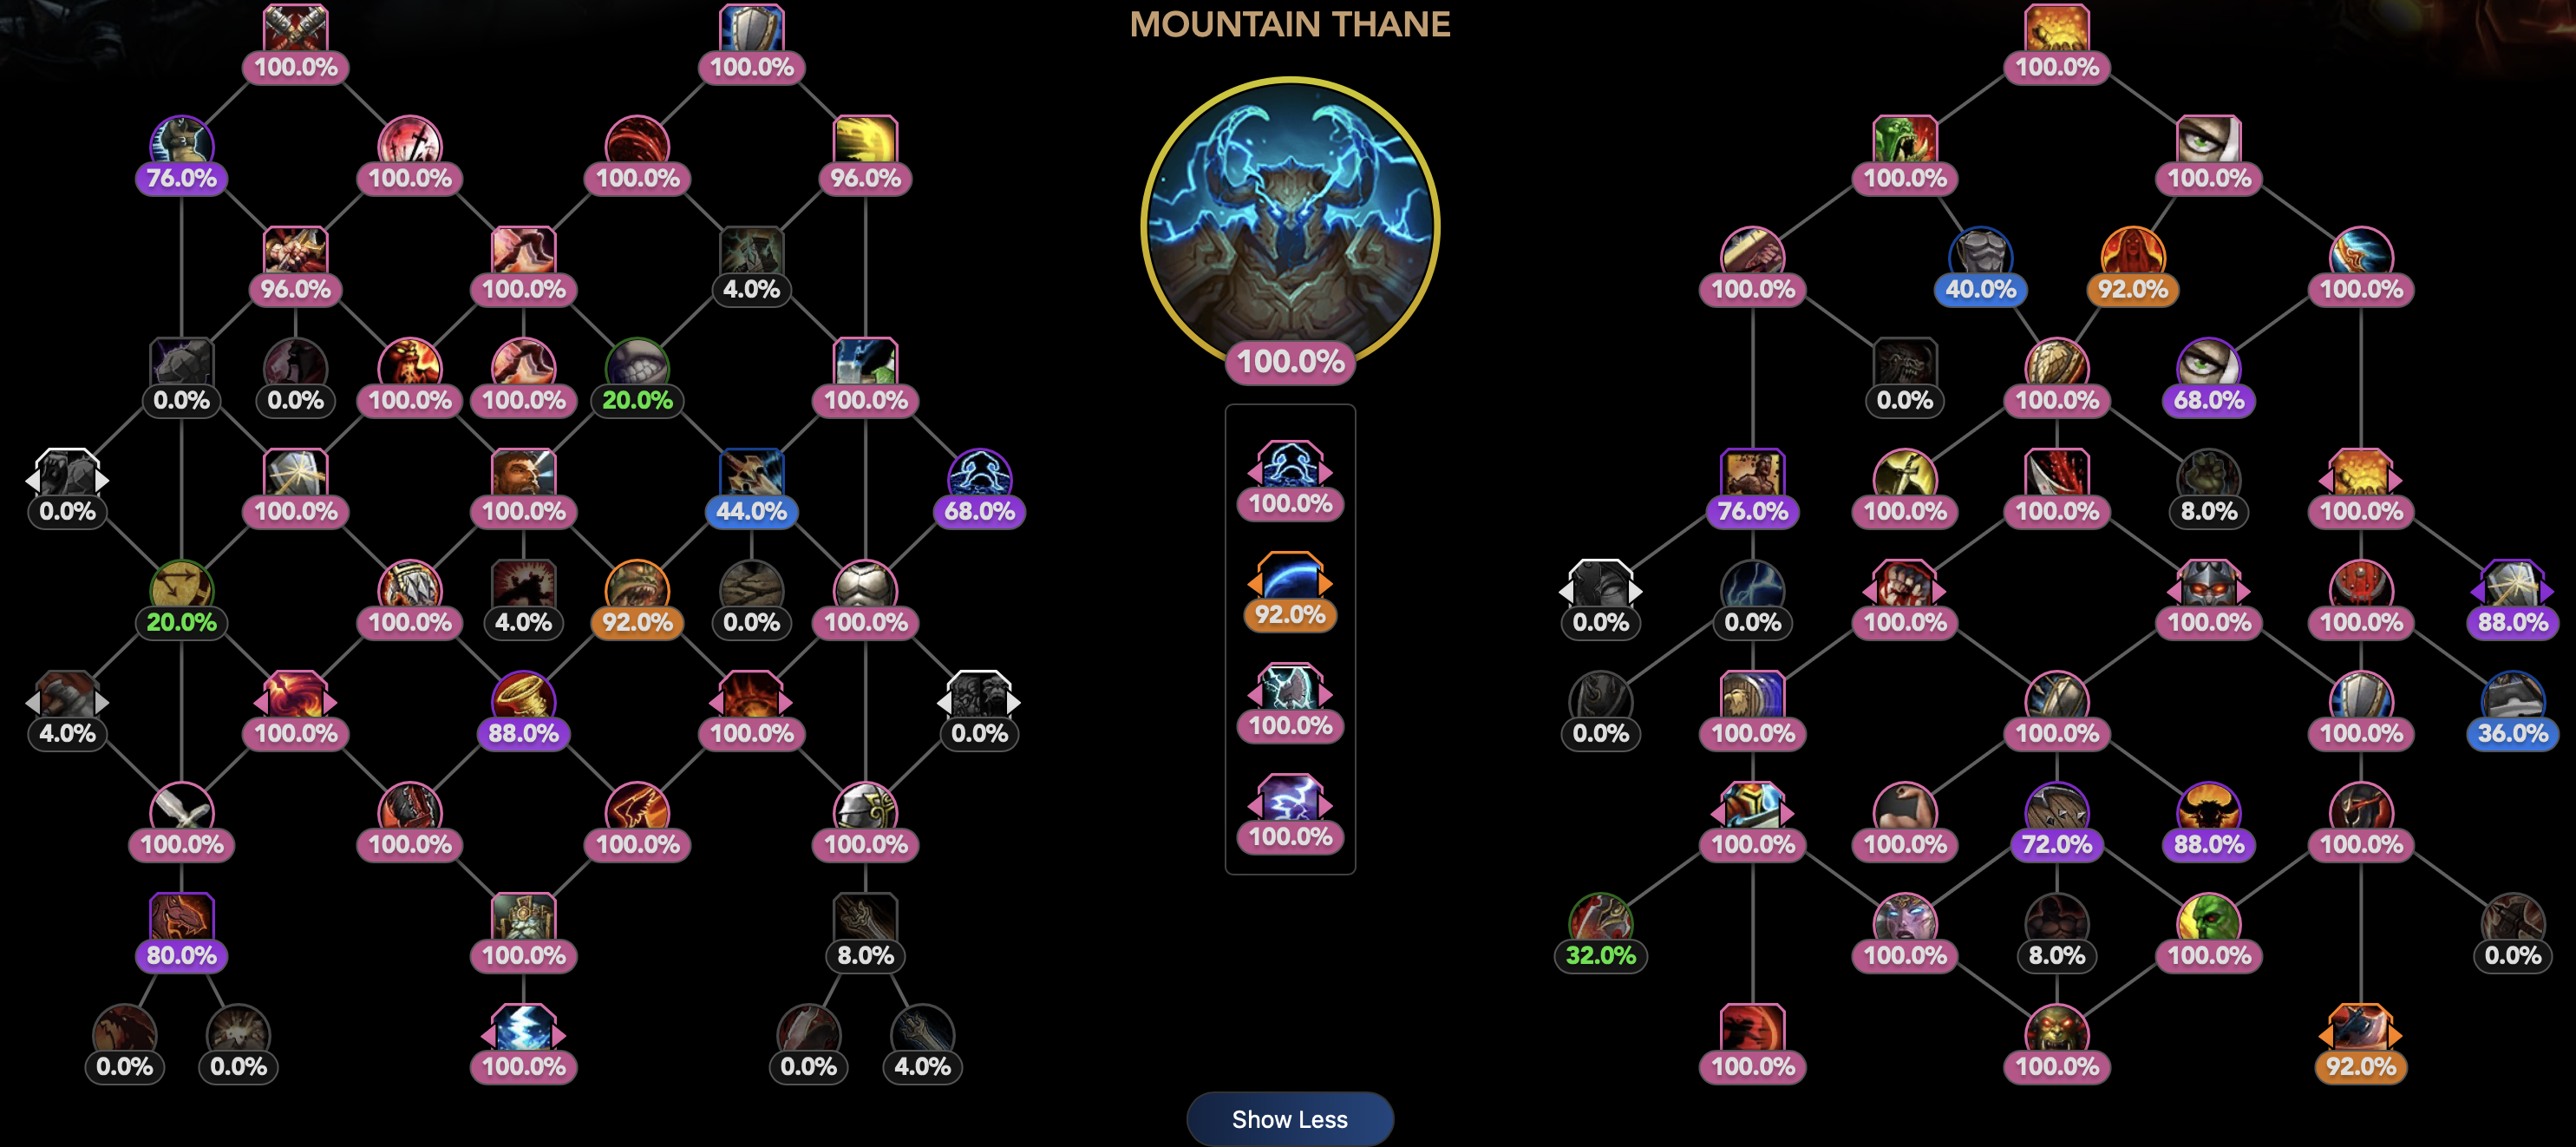 MOUNTAIN THANE
100.0% 100.0% 100.0%
76.0% 100.0% 100.0% 96.0% 100.0% 100.0%
96.0% 100.0% 4.0% 100.0% 40.0% 92.0% 100.0%
100.0%
0.0% 0.0% 100.0% 100.0% 20.0% 100.0% 0.0% 100.0% 68.0%
0.0% 100.0% 100.0% 44.0% 68.0% 100.0% 76.0% 100.0% 100.0% 8.0% 100.0%
20.0% 100.0% 4.0% 92.0% 0.0% 100.0% 92.0% 0.0% 0.0% 100.0% 100.0% 100.0% 88.0%
4.0% 100.0% 88.0% 100.0% 0.0% 100.0% 0.0% 100.0% 100.0% 100.0% 36.0%
100.0% 100.0% 100.0% 100.0% 100.0% 100.0% 100.0% 72.0% 88.0% 100.0%
80.0% 100.0% 8.0% 32.0% 100.0% 8.0% 100.0% 0.0%
0.0% 0.0% 100.0% 0.0% 4.0% 100.0% 100.0% 92.0%
Show Less